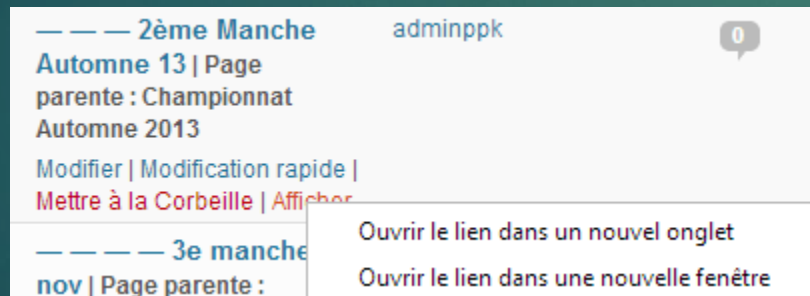 — — — 2ème Manche
Automne 13 | Page
parente : Championnat
Automne 2013
adminppk
0
Modifier | Modification rapide |
Mettre à la Corbeille | Afficher
Ouvrir le lien dans un nouvel onglet
Ouvrir le lien dans une nouvelle fenêtre
— — — — 3e manche
nov | Page parente :